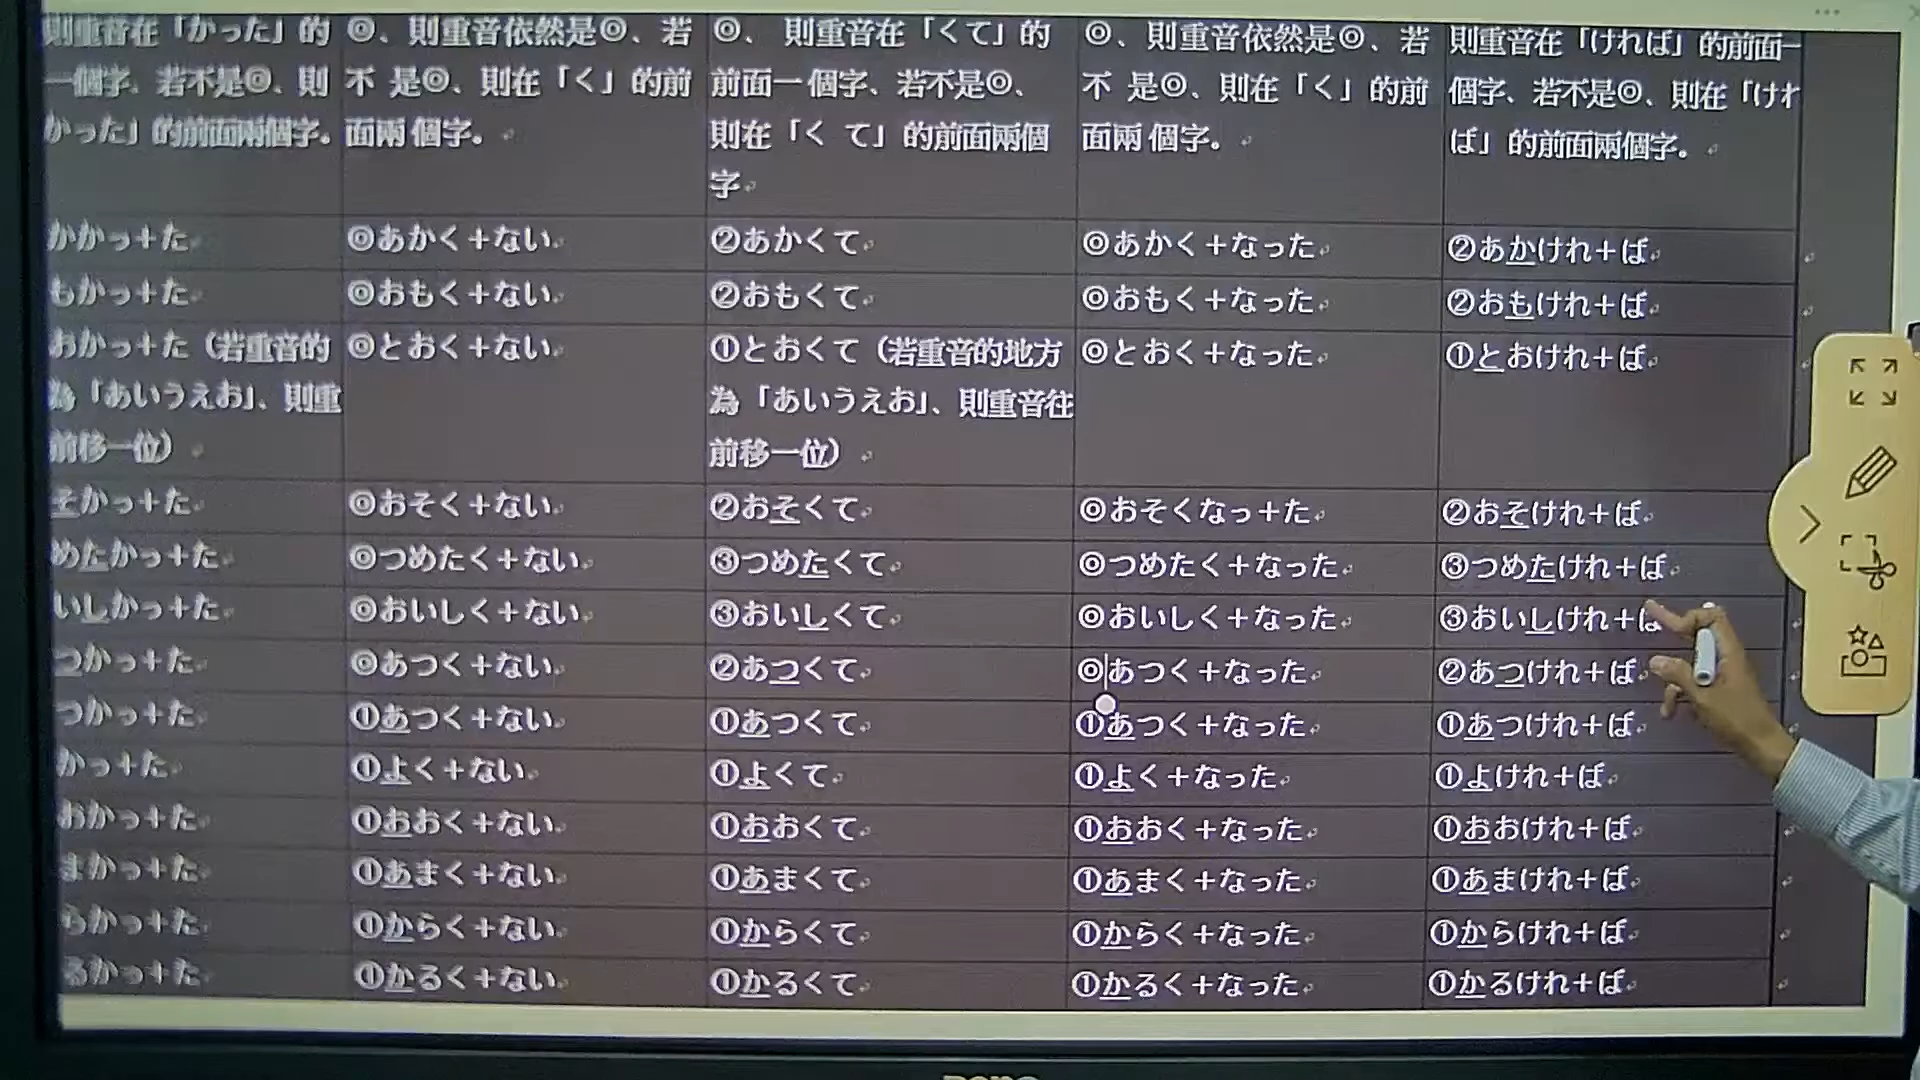 則重音在「かった」的 ◎、則重音依然是◎、若 ◎、 則重音在「くて」的 ◎、則重音依然是◎、若 則重音在「ければ」的前面一
一個字、若不是◎、則 不 是◎、則在「く」的前 前面一 個字、若不是◎、 不 是◎、則在「く」的前 個字、若不是◎、則在「けれ
かった」的前面兩個字。 面兩 個字。 則在「く て」的前面兩個 面兩 個字。 ば」的前面兩個字。
字
かかっ+た ◎あかく+ない ②あかくて ◎あかく+なった ②あかけれ+ば
もかっ+た ◎おもく+ない ②おもくて ◎おもく+なった ②おもけれ+ば
おかっ+た（若重音的 ◎とおく+ない ①とおくて（若重音的地方 ◎とおく+なった ①とおけれ+ば
為「あいうえお」、則重 為「あいうえお」、則重音往
前移一位） 前移一位）
そかっ+た ◎おそく+ない ②おそくて ◎おそくなっ+た ②おそけれ+ば
めたかっ+た ◎つめたく+ない ③つめたくて ◎つめたく+なった ③つめたけれ+ば
いしかっ+た ◎おいしく+ない ③おいしくて ◎おいしく+なった ③おいしけれ+ば
つかっ+た ◎あつく+ない ②あつくて ◎あつく+なった ②あつけれ+ば
つかっ+た ①あつく+ない ①あつくて ①あつく+なった ①あつけれ+ば
かっ+た ①よく+ない ①よくて ①よく+なった ①よけれ+ば
おかっ+た ①おおく+ない ①おおくて ①おおく+なった ①おおけれ+ば
まかっ+た ①あまく+ない ①あまくて ①あまく+なった ①あまけれ+ば
らかっ+た ①からく+ない ①からくて ①からく+なった ①からけれ+ば
るかっ+た ①かるく+ない ①かるくて ①かるく+なった ①かるけれ+ば